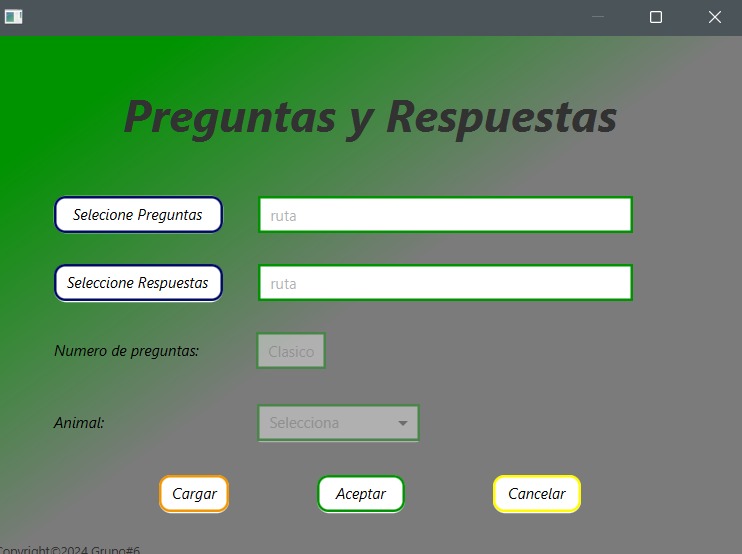 Preguntas y Respuestas
Selecione Preguntas
ruta
Seleccione Respuestas
ruta
Numero de preguntas:
Clasico
Animal:
Selecciona
Cargar
Aceptar
Cancelar
Copyright©2024 Grupo#6